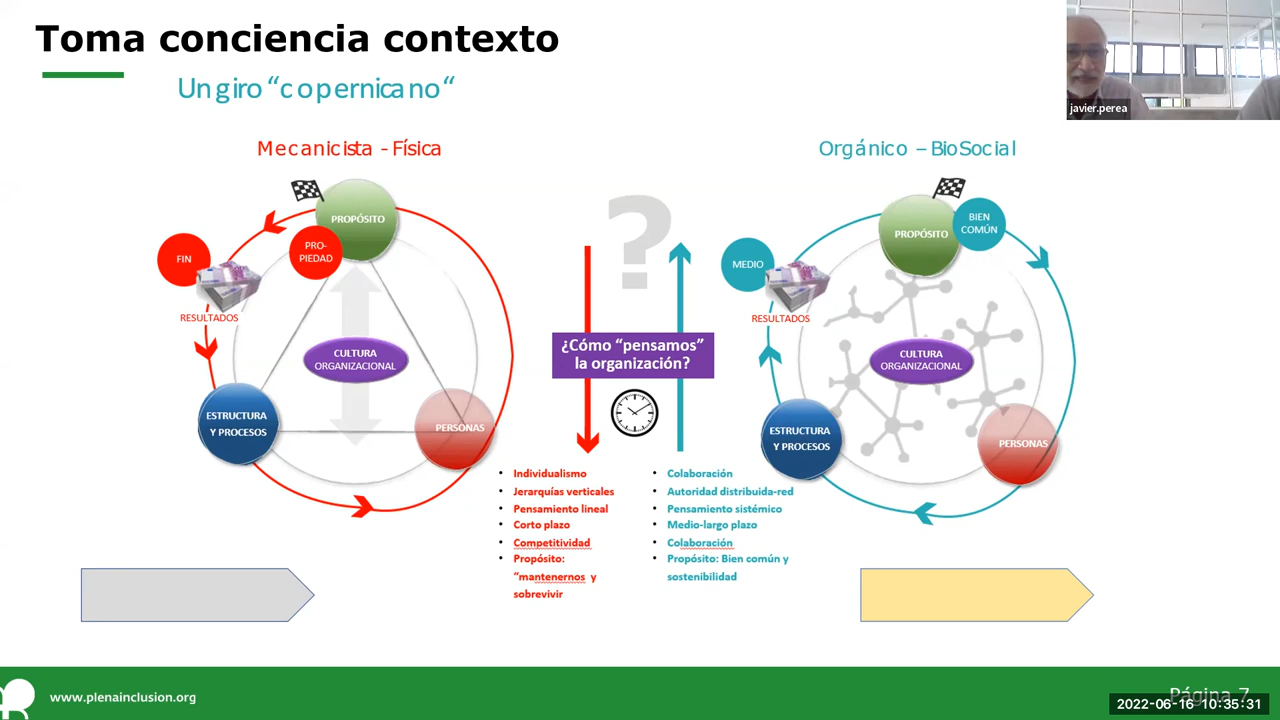 Toma conciencia contexto
Un giro “copernicano“
javier.perea
Mecanicista - Física
PROPÓSITO
PRO-
PIEDAD
FIN
RESULTADOS
CULTURA
ORGANIZACIONAL
ESTRUCTURA
Y PROCESOS
PERSONAS
?
¿Cómo “pensamos”
la organización?
• Individualismo
• Jerarquías verticales
• Pensamiento lineal
• Corto plazo
• Competitividad
• Propósito:
“mantenernos y
sobrevivir
• Colaboración
• Autoridad distribuida-red
• Pensamiento sistémico
• Medio-largo plazo
• Colaboración
• Propósito: Bien común y
sostenibilidad
Orgánico – BioSocial
PROPÓSITO
BIEN
COMÚN
MEDIO
RESULTADOS
CULTURA
ORGANIZACIONAL
ESTRUCTURA
Y PROCESOS
PERSONAS
www.plenainclusion.org
Página 7
2022-06-16 10:35:31